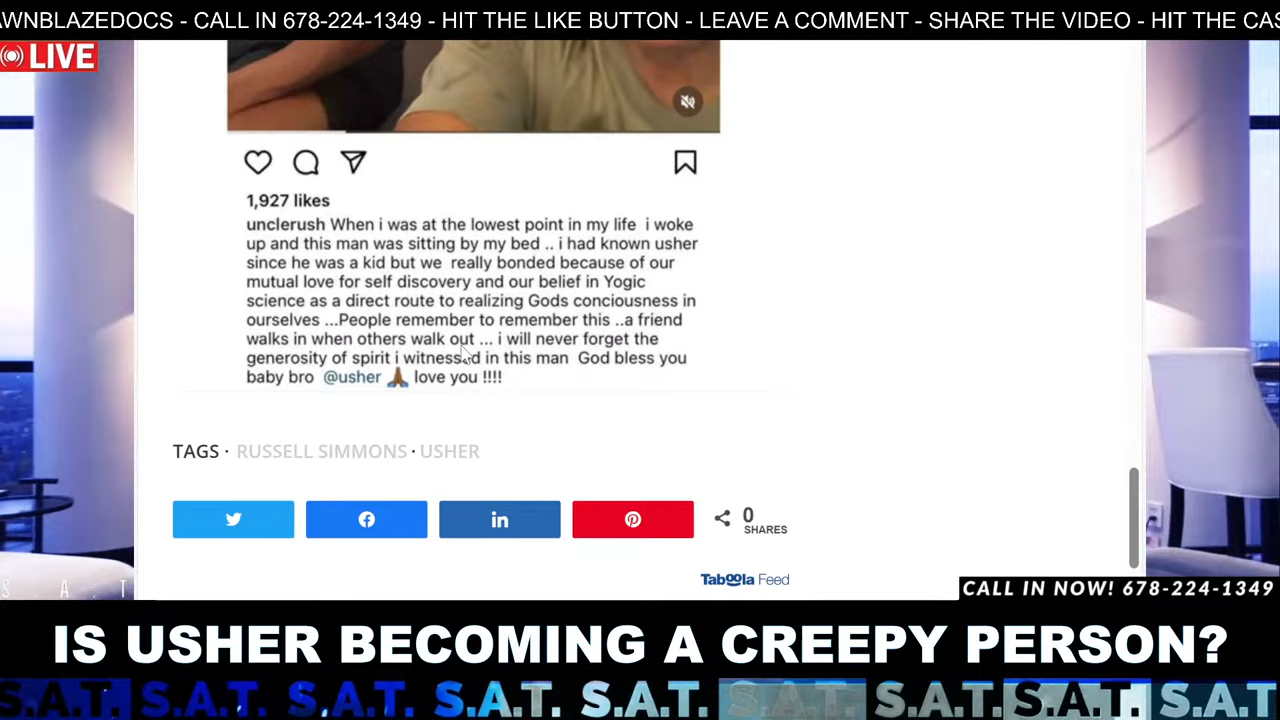 AWNBLAZEDOCS - CALL IN 678-224-1349 - HIT THE LIKE BUTTON - LEAVE A COMMENT - SHARE THE VIDEO - HIT THE CAS
LIVE
1,927 likes
unclerush When i was at the lowest point in my life i woke
up and this man was sitting by my bed .. i had known usher
since he was a kid but we really bonded because of our
mutual love for self discovery and our belief in Yogic
science as a direct route to realizing Gods conciousness in
ourselves ...People remember to remember this ..a friend
walks in when others walk out ... i will never forget the
generosity of spirit i witnessed in this man God bless you
baby bro @usher 🙏🏾 love you !!!!
TAGS · RUSSELL SIMMONS · USHER
0
SHARES
Taboola Feed
S . A . T
CALL IN NOW! 678-224-1349
IS USHER BECOMING A CREEPY PERSON?
S.A.T. S.A.T. S.A.T. S.A.T. S.A.T. S.A.T. S.A.T. S.A.T. S.A.T.